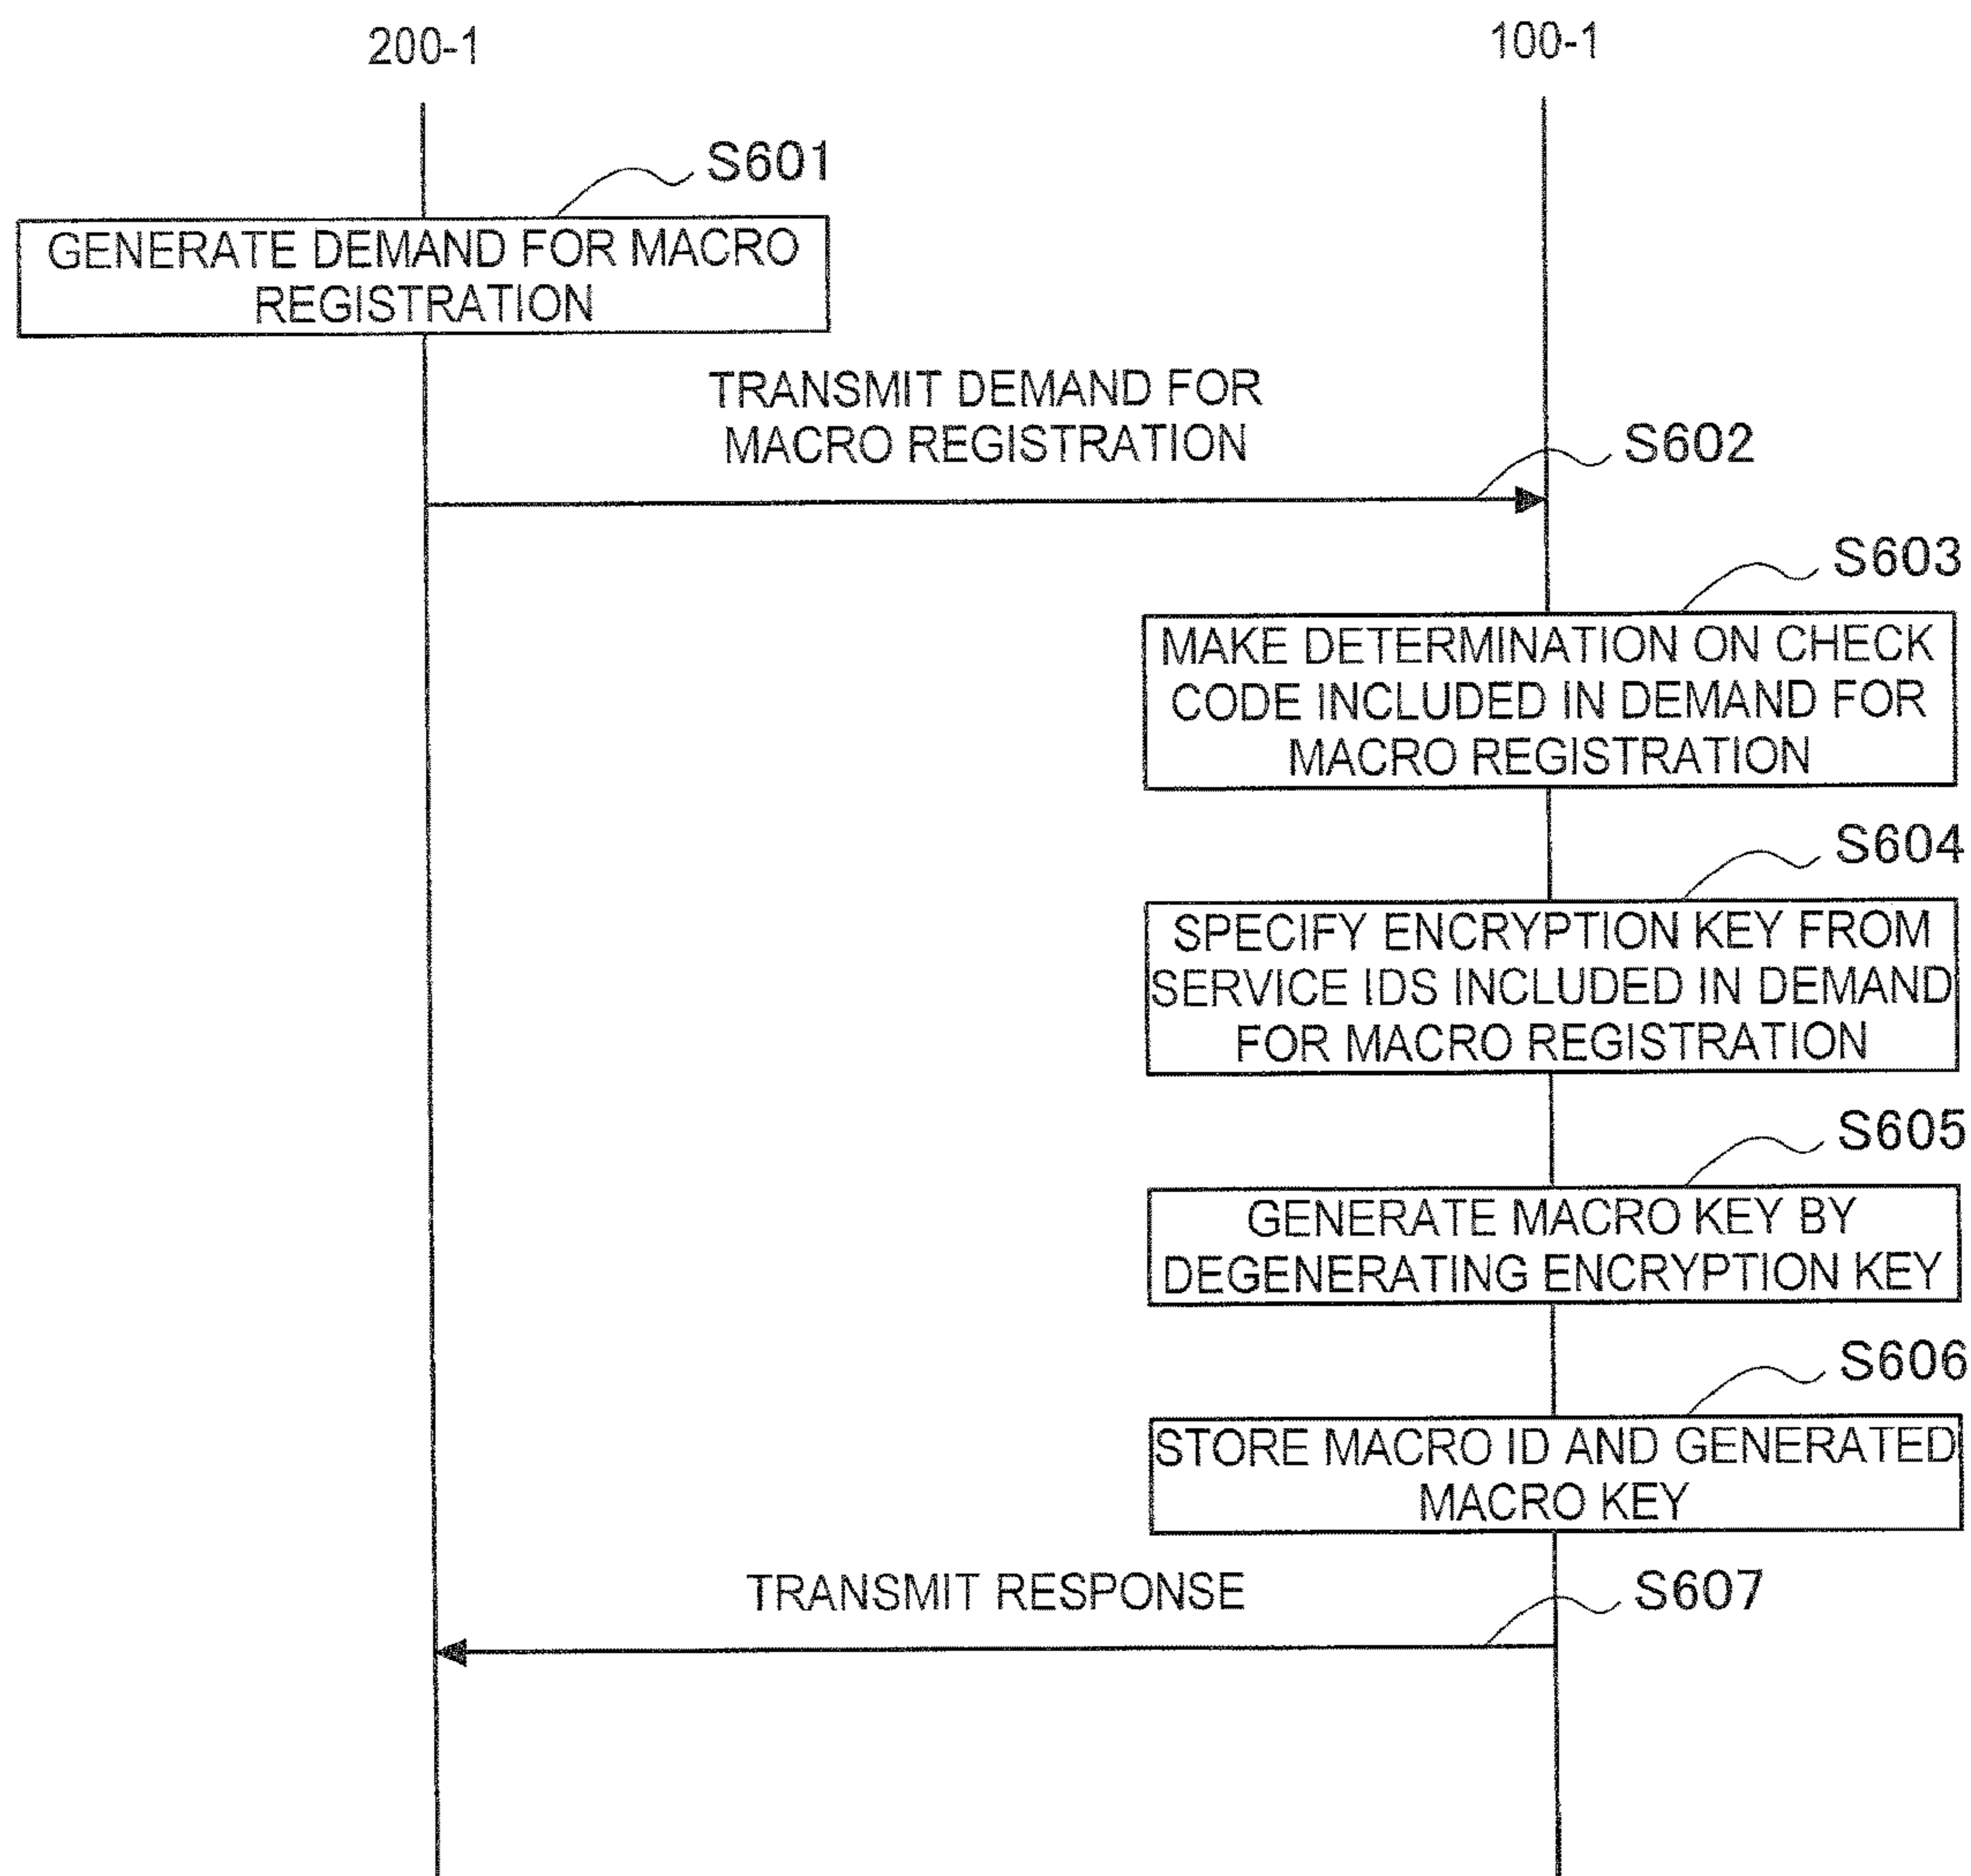 200-1
100-1
S601
GENERATE DEMAND FOR MACRO
REGISTRATION
TRANSMIT DEMAND FOR
MACRO REGISTRATION
S602
S603
MAKE DETERMINATION ON CHECK
CODE INCLUDED IN DEMAND FOR
MACRO REGISTRATION
S604
SPECIFY ENCRYPTION KEY FROM
SERVICE IDS INCLUDED IN DEMAND
FOR MACRO REGISTRATION
S605
GENERATE MACRO KEY BY
DEGENERATING ENCRYPTION KEY
S606
STORE MACRO ID AND GENERATED
MACRO KEY
TRANSMIT RESPONSE
S607